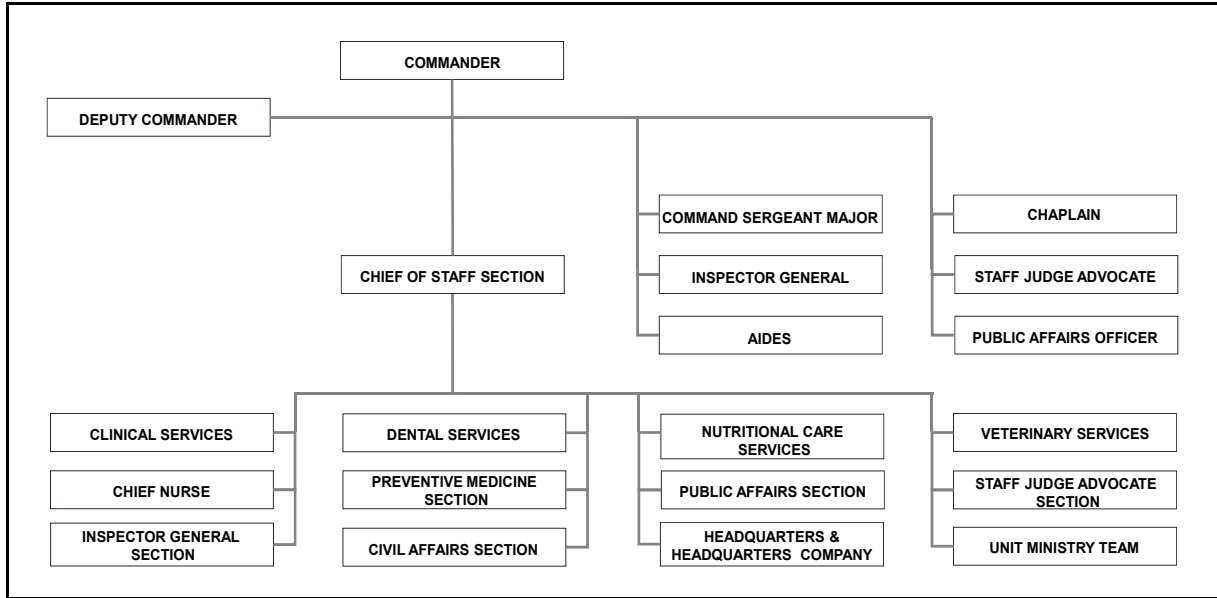 COMMANDER
DEPUTY COMMANDER
COMMAND SERGEANT MAJOR
CHAPLAIN
CHIEF OF STAFF SECTION
INSPECTOR GENERAL
STAFF JUDGE ADVOCATE
AIDES
PUBLIC AFFAIRS OFFICER
CLINICAL SERVICES
DENTAL SERVICES
NUTRITIONAL CARE
SERVICES
VETERINARY SERVICES
CHIEF NURSE
PREVENTIVE MEDICINE
SECTION
PUBLIC AFFAIRS SECTION
STAFF JUDGE ADVOCATE
SECTION
INSPECTOR GENERAL
SECTION
CIVIL AFFAIRS SECTION
HEADQUARTERS &
HEADQUARTERS COMPANY
UNIT MINISTRY TEAM